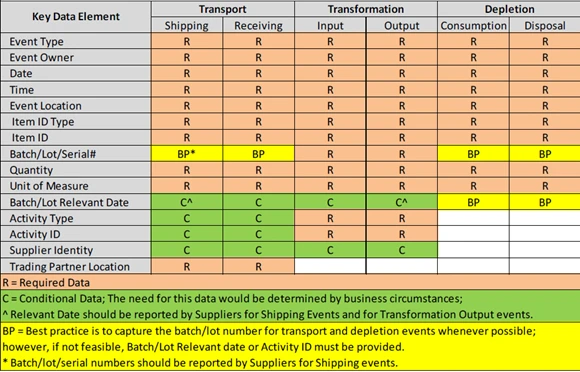 Key Data Element Transport Transformation Depletion
Shipping Receiving Input Output Consumption Disposal
Event Type R R R R R R
Event Owner R R R R R R
Date R R R R R R
Time R R R R R R
Event Location R R R R R R
Item ID Type R R R R R R
Item ID R R R R R R
Batch/Lot/Serial# BP* BP R R BP BP
Quantity R R R R R R
Unit of Measure R R R R R R
Batch/Lot Relevant Date C^ C C C^ BP BP
Activity Type C C R R
Activity ID C C R R
Supplier Identity C C C C
Trading Partner Location R R
R = Required Data
C = Conditional Data; The need for this data would be determined by business circumstances;
^ Relevant Date should be reported by Suppliers for Shipping Events and for Transformation Output events.
BP = Best practice is to capture the batch/lot number for transport and depletion events whenever possible;
however, if not feasible, Batch/Lot Relevant date or Activity ID must be provided.
* Batch/lot/serial numbers should be reported by Suppliers for Shipping events.